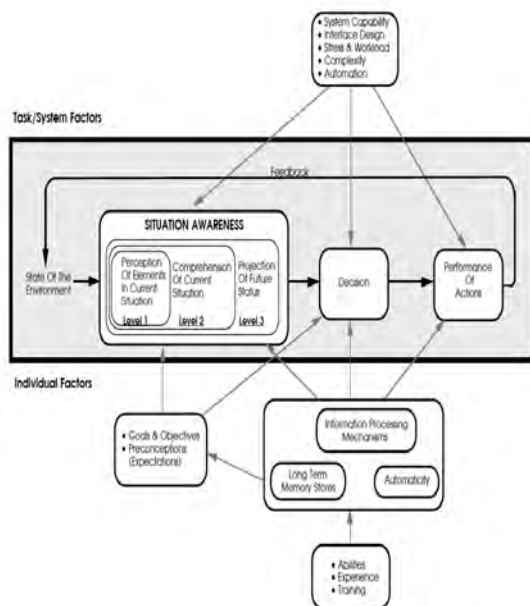 • System Capability
• Interface Design
• Stress & Workload
• Complexity
• Automation
Task/System Factors
Feedback
SITUATION AWARENESS
State Of The
Environment
Perception
Of Elements
In Current
Situation
Level 1
Comprehension
Of Current
Situation
Level 2
Projection
Of Future
Status
Level 3
Decision
Performance
Of
Actions
Individual Factors
• Goals & Objectives
• Preconceptions
(Expectations)
Information Processing
Mechanisms
Long Term
Memory Stores
Automaticity
• Abilities
• Experience
• Training